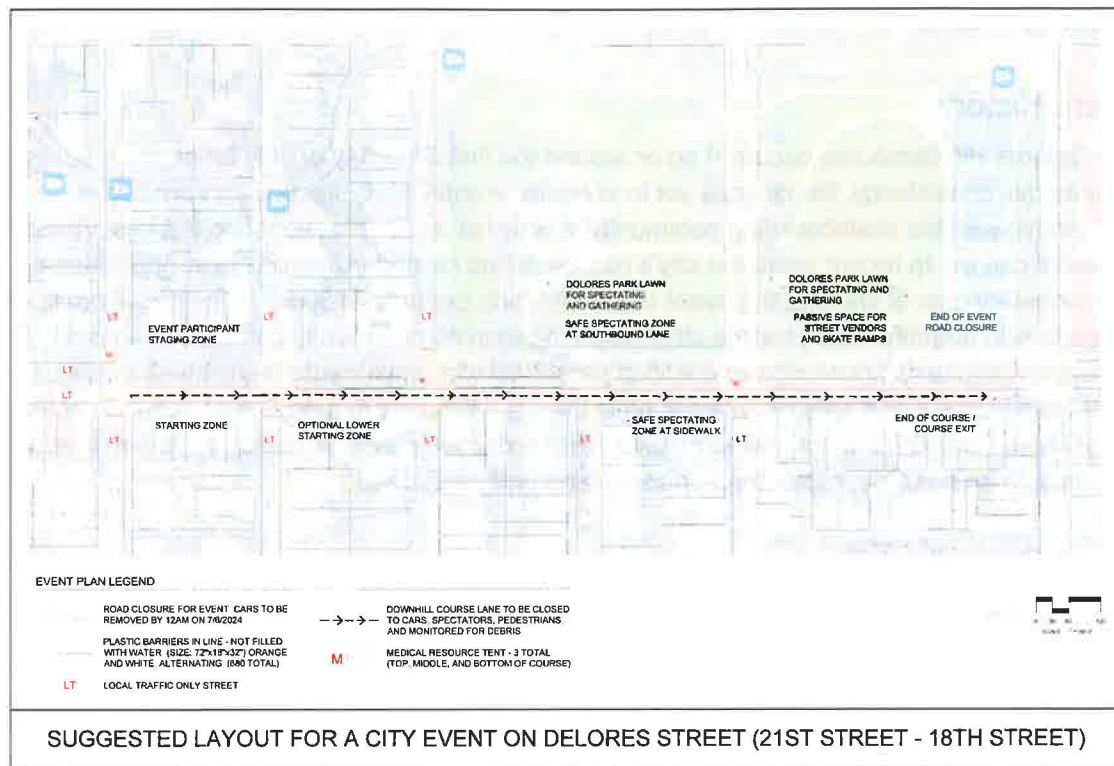 LT
LT
LT
EVENT PARTICIPANT
STAGING ZONE
M
LT
LT
M
M
DOLORES PARK LAWN
FOR SPECTATING
AND GATHERING
SAFE SPECTATING ZONE
AT SOUTHBOUND LANE
DOLORES PARK LAWN
FOR SPECTATING AND
GATHERING
PASSIVE SPACE FOR
STREET VENDORS
AND SKATE RAMPS
END OF EVENT
ROAD CLOSURE
STARTING ZONE
OPTIONAL LOWER
STARTING ZONE
SAFE SPECTATING
ZONE AT SIDEWALK
END OF COURSE /
COURSE EXIT
LT
LT
LT
LT
LT
EVENT PLAN LEGEND
ROAD CLOSURE FOR EVENT CARS TO BE
REMOVED BY 12AM ON 7/6/2024
PLASTIC BARRIERS IN LINE - NOT FILLED
WITH WATER (SIZE: 72"x18"x32") ORANGE
AND WHITE ALTERNATING (680 TOTAL)
LT LOCAL TRAFFIC ONLY STREET
DOWNHILL COURSE LANE TO BE CLOSED
TO CARS, SPECTATORS, PEDESTRIANS,
AND MONITORED FOR DEBRIS
M MEDICAL RESOURCE TENT - 3 TOTAL
(TOP, MIDDLE, AND BOTTOM OF COURSE)
SUGGESTED LAYOUT FOR A CITY EVENT ON DELORES STREET (21ST STREET - 18TH STREET)